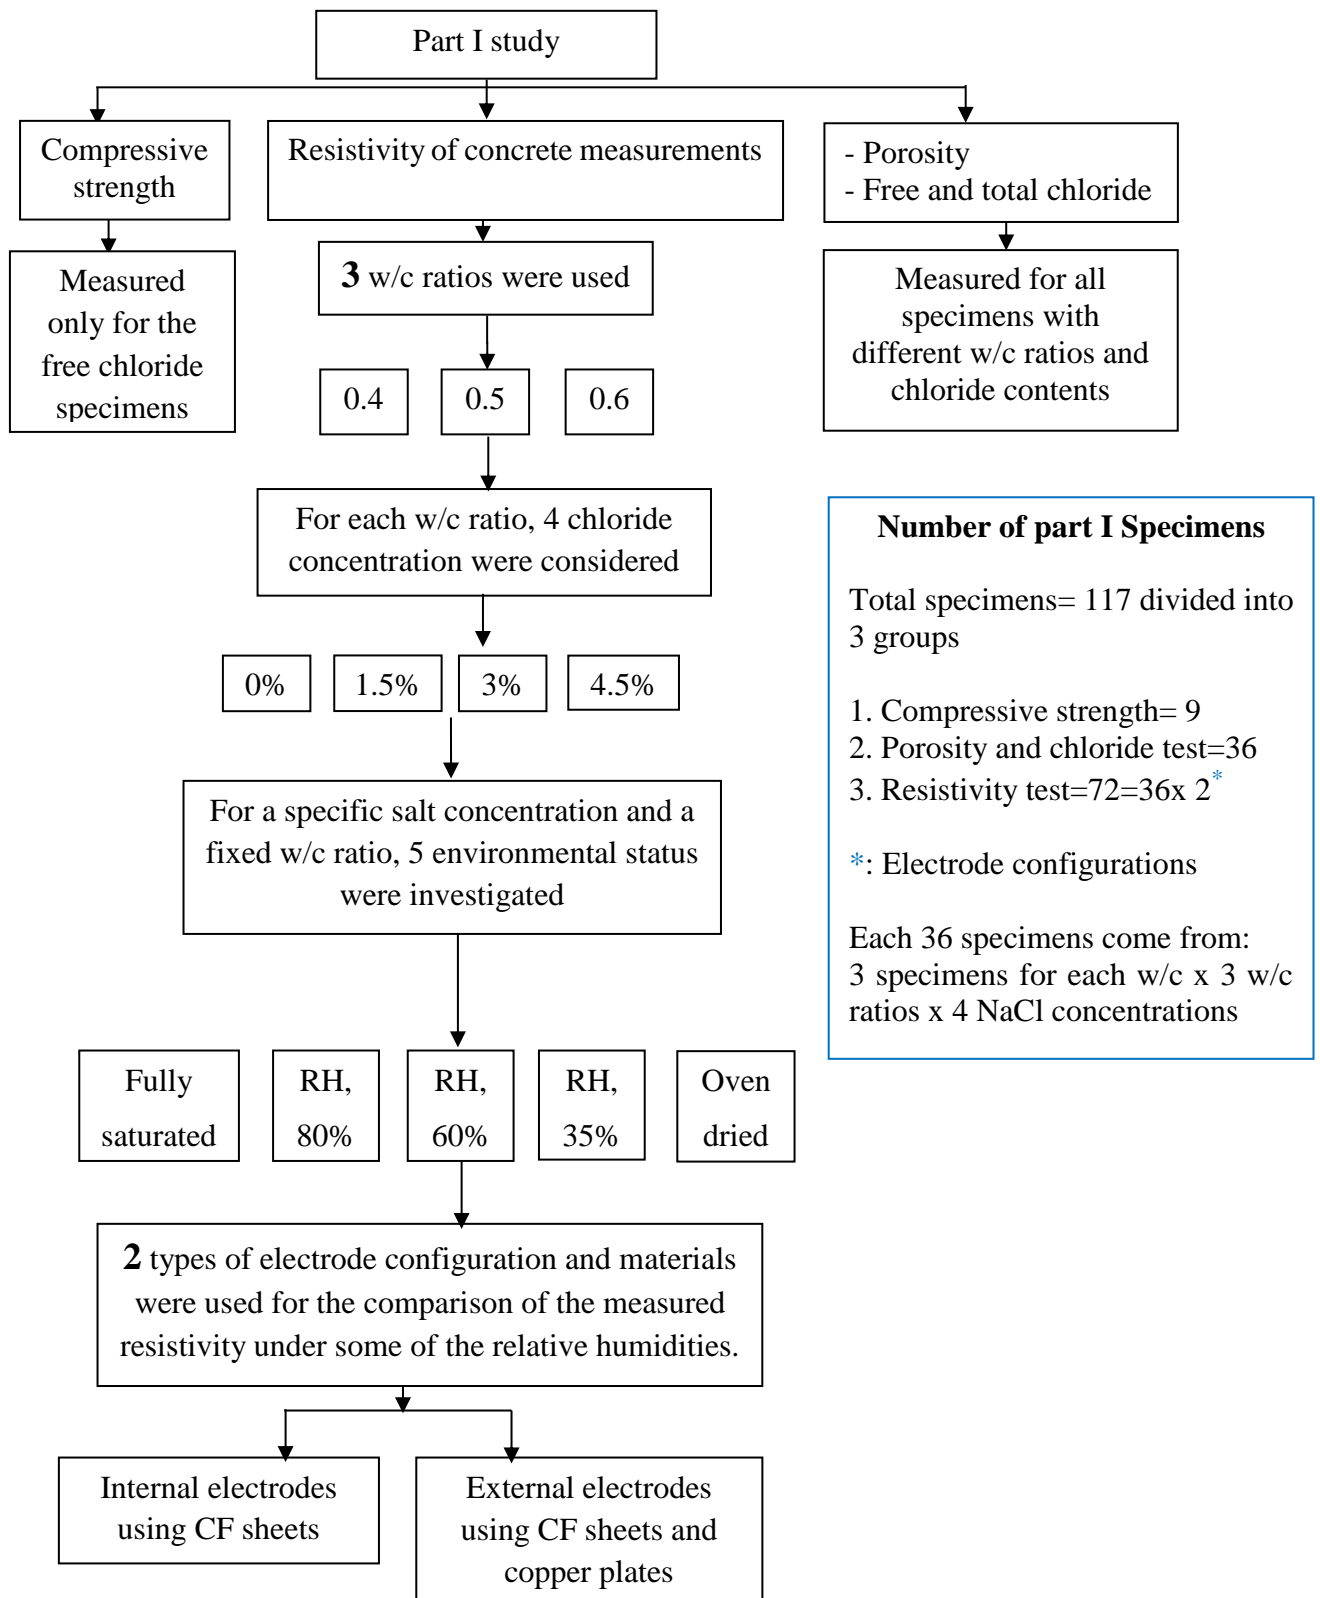 Part I study
Compressive
strength
Resistivity of concrete measurements
- Porosity
- Free and total chloride
Measured
only for the
free chloride
specimens
3 w/c ratios were used
Measured for all
specimens with
different w/c ratios and
chloride contents
0.4
0.5
0.6
For each w/c ratio, 4 chloride
concentration were considered
0%
1.5%
3%
4.5%
For a specific salt concentration and a
fixed w/c ratio, 5 environmental status
were investigated
Fully
saturated
RH,
80%
RH,
60%
RH,
35%
Oven
dried
2 types of electrode configuration and materials
were used for the comparison of the measured
resistivity under some of the relative humidities.
Internal electrodes
using CF sheets
External electrodes
using CF sheets and
copper plates
Number of part I Specimens
Total specimens= 117 divided into
3 groups
1. Compressive strength= 9
2. Porosity and chloride test=36
3. Resistivity test=72=36x 2*
*: Electrode configurations
Each 36 specimens come from:
3 specimens for each w/c x 3 w/c
ratios x 4 NaCl concentrations